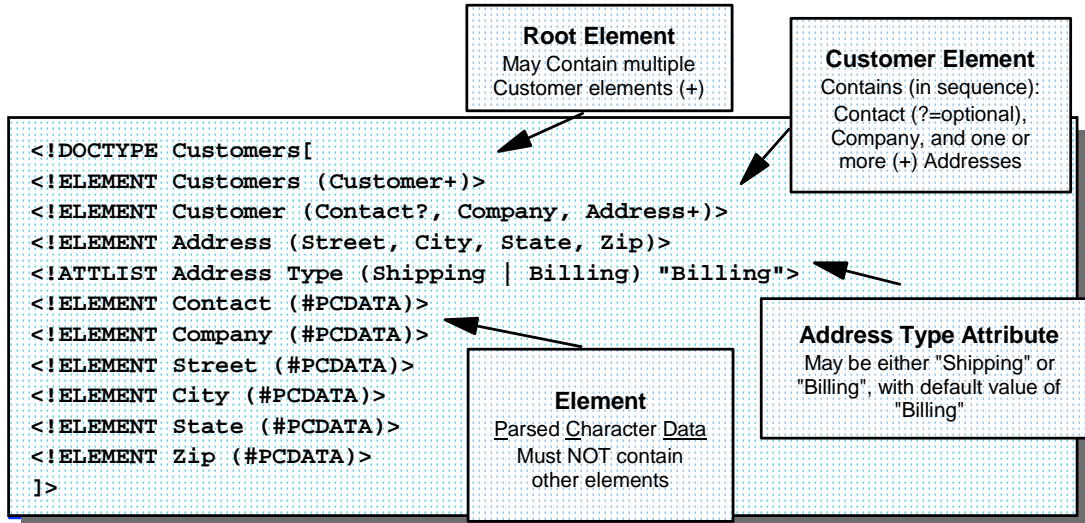 Root Element
May Contain multiple
Customer elements (+)
Customer Element
Contains (in sequence):
Contact (?=optional),
Company, and one or
more (+) Addresses
<!DOCTYPE Customers[
<!ELEMENT Customers (Customer+)>
<!ELEMENT Customer (Contact?, Company, Address+)>
<!ELEMENT Address (Street, City, State, Zip)>
<!ATTLIST Address Type (Shipping | Billing) "Billing">
<!ELEMENT Contact (#PCDATA)>
<!ELEMENT Company (#PCDATA)>
<!ELEMENT Street (#PCDATA)>
<!ELEMENT City (#PCDATA)>
<!ELEMENT State (#PCDATA)>
<!ELEMENT Zip (#PCDATA)>
]>
Address Type Attribute
May be either "Shipping" or
"Billing", with default value of
"Billing"
Element
Parsed Character Data
Must NOT contain
other elements